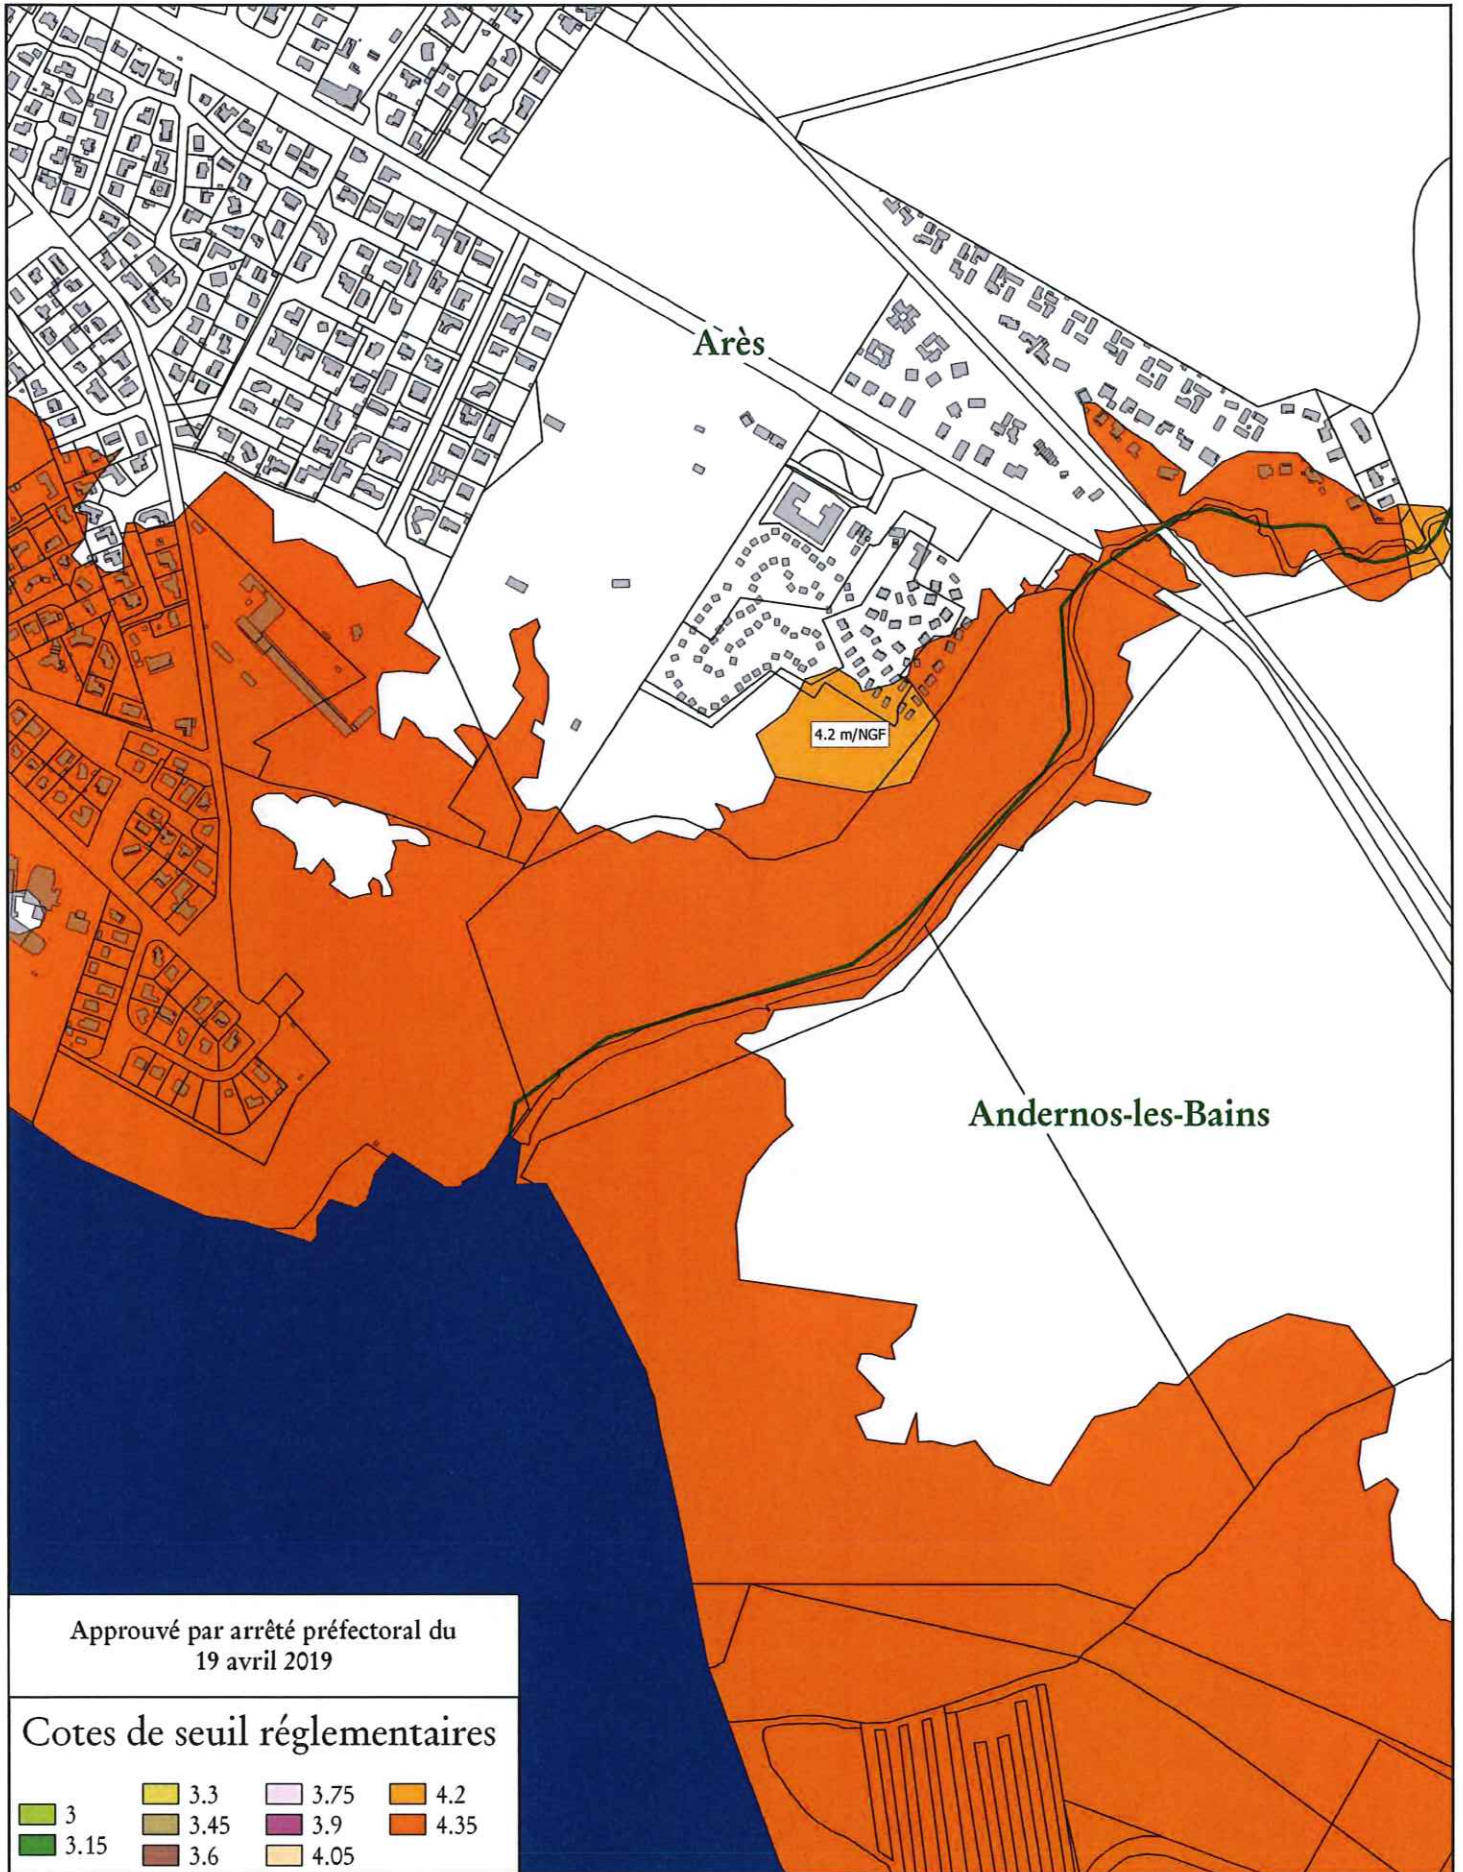 Arès
4.2 m/NGF
Andernos-les-Bains
Approuvé par arrêté préfectoral du
19 avril 2019
Cotes de seuil réglementaires
3
3.15
3.3
3.45
3.6
3.75
3.9
4.05
4.2
4.35